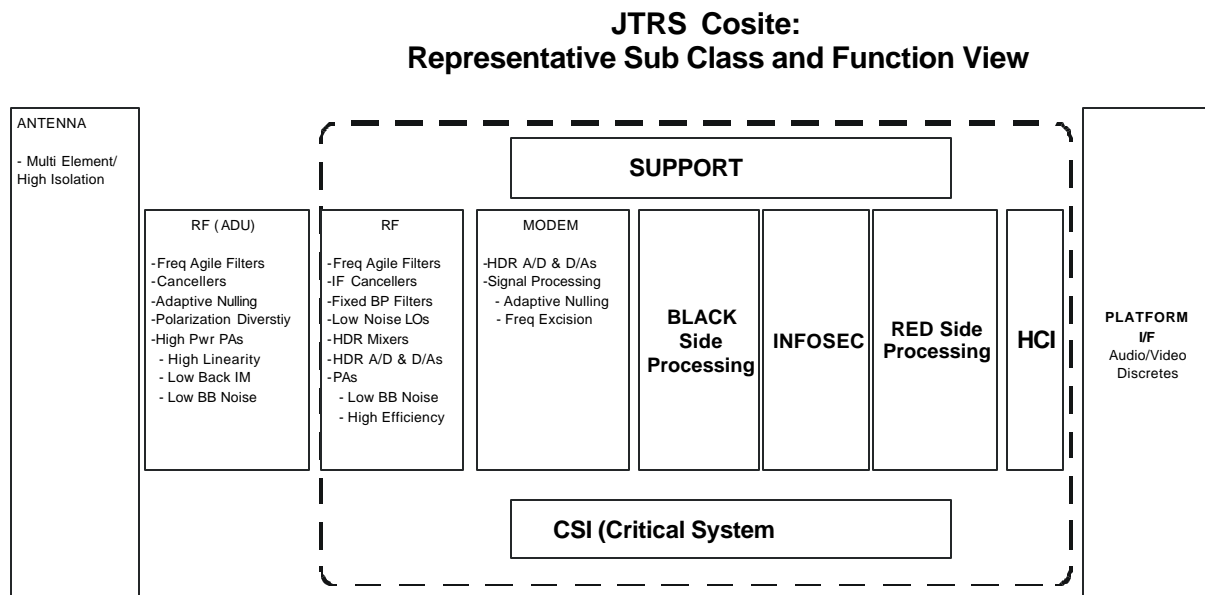 JTRS Cosite:
Representative Sub Class and Function View
ANTENNA
- Multi Element/
High Isolation
RF (ADU)
-Freq Agile Filters
-Cancellers
-Adaptive Nulling
-Polarization Diverstiy
-High Pwr PAs
- High Linearity
- Low Back IM
- Low BB Noise
RF
-Freq Agile Filters
-IF Cancellers
-Fixed BP Filters
-Low Noise LOs
-HDR Mixers
-HDR A/D & D/As
-PAs
- Low BB Noise
- High Efficiency
SUPPORT
MODEM
-HDR A/D & D/As
-Signal Processing
- Adaptive Nulling
- Freq Excision
BLACK
Side
Processing
INFOSEC
RED Side
Processing
HCI
CSI (Critical System
PLATFORM
I/F
Audio/Video
Discretes